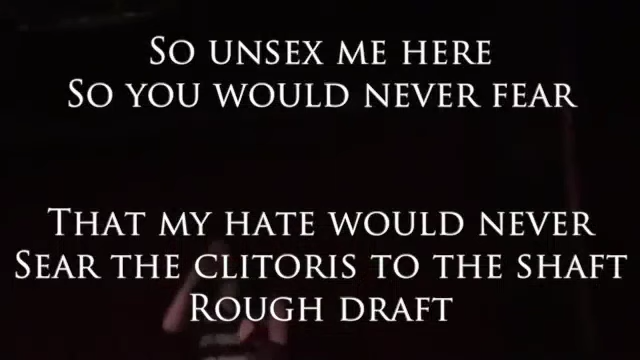 So unsex me here
So you would never fear
That my hate would never
Sear the clitoris to the shaft
Rough draft